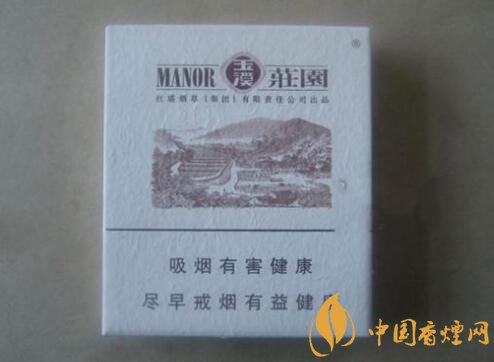 MANOR 玉溪 莊園 ®
红塔烟草（集团）有限责任公司出品
吸烟有害健康
尽早戒烟有益健康
中国香煙网